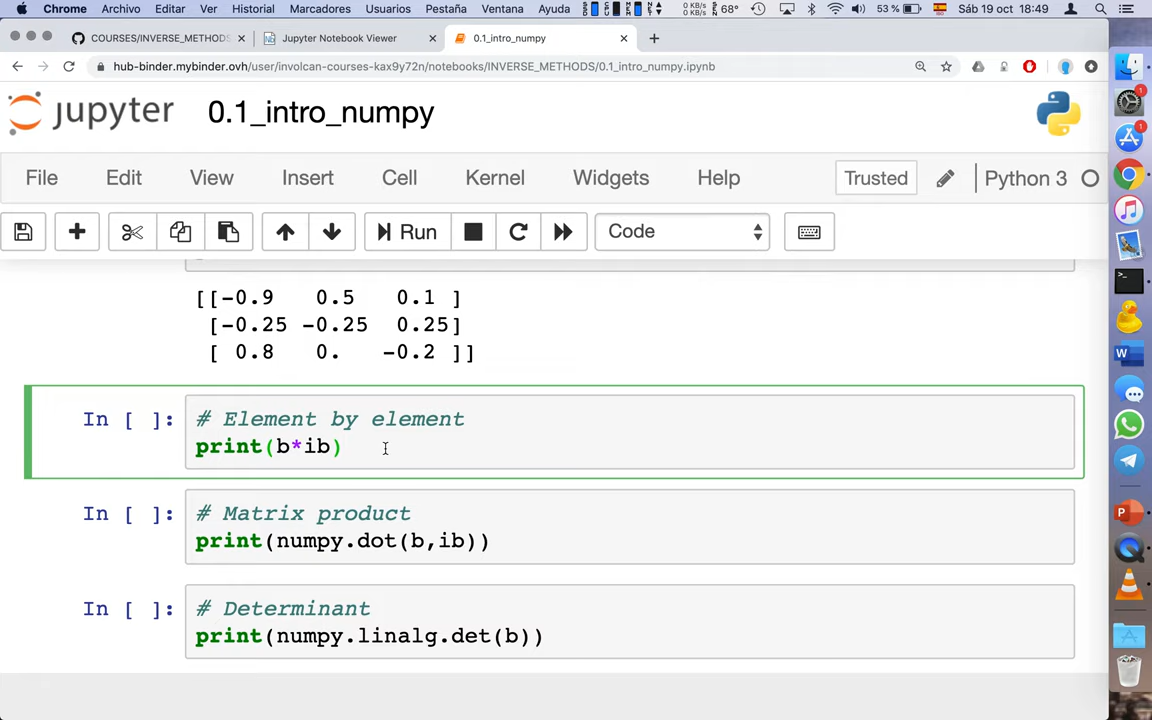 Chrome Archivo Editar Ver Historial Marcadores Usuarios Pestaña Ventana Ayuda 0 KB/s 0 KB/s 68° 53 % Sáb 19 oct 18:49
COURSES/INVERSE_METHODS Jupyter Notebook Viewer 0.1_intro_numpy
hub-binder.mybinder.ovh/user/involcan-courses-kax9y72n/notebooks/INVERSE_METHODS/0.1_intro_numpy.ipynb
jupyter 0.1_intro_numpy
File Edit View Insert Cell Kernel Widgets Help Trusted Python 3
Run Code
[[-0.9 0.5 0.1 ]
[-0.25 -0.25 0.25]
[ 0.8 0. -0.2 ]]
In [ ]: # Element by element
print(b*ib)
In [ ]: # Matrix product
print(numpy.dot(b,ib))
In [ ]: # Determinant
print(numpy.linalg.det(b))